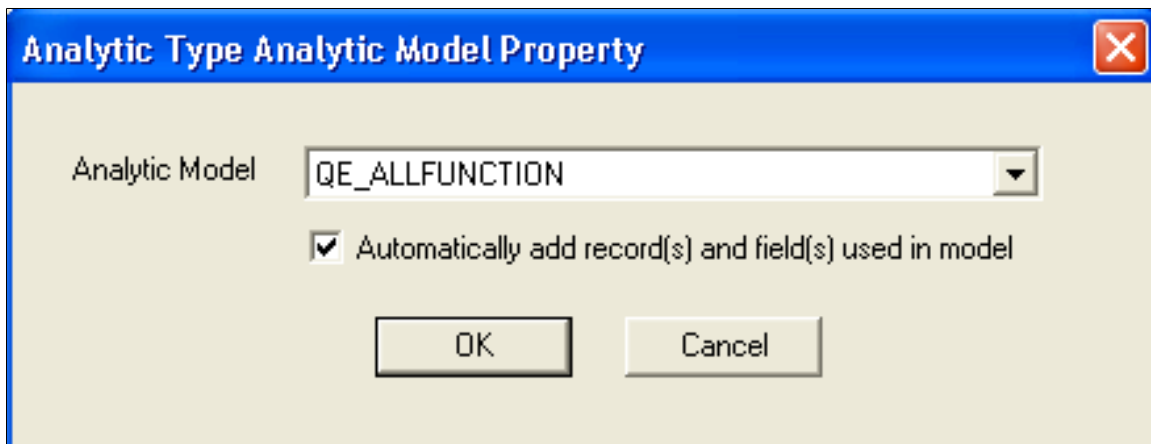 Analytic Type Analytic Model Property
Analytic Model QE_ALLFUNCTION
Automatically add record(s) and field(s) used in model
OK Cancel